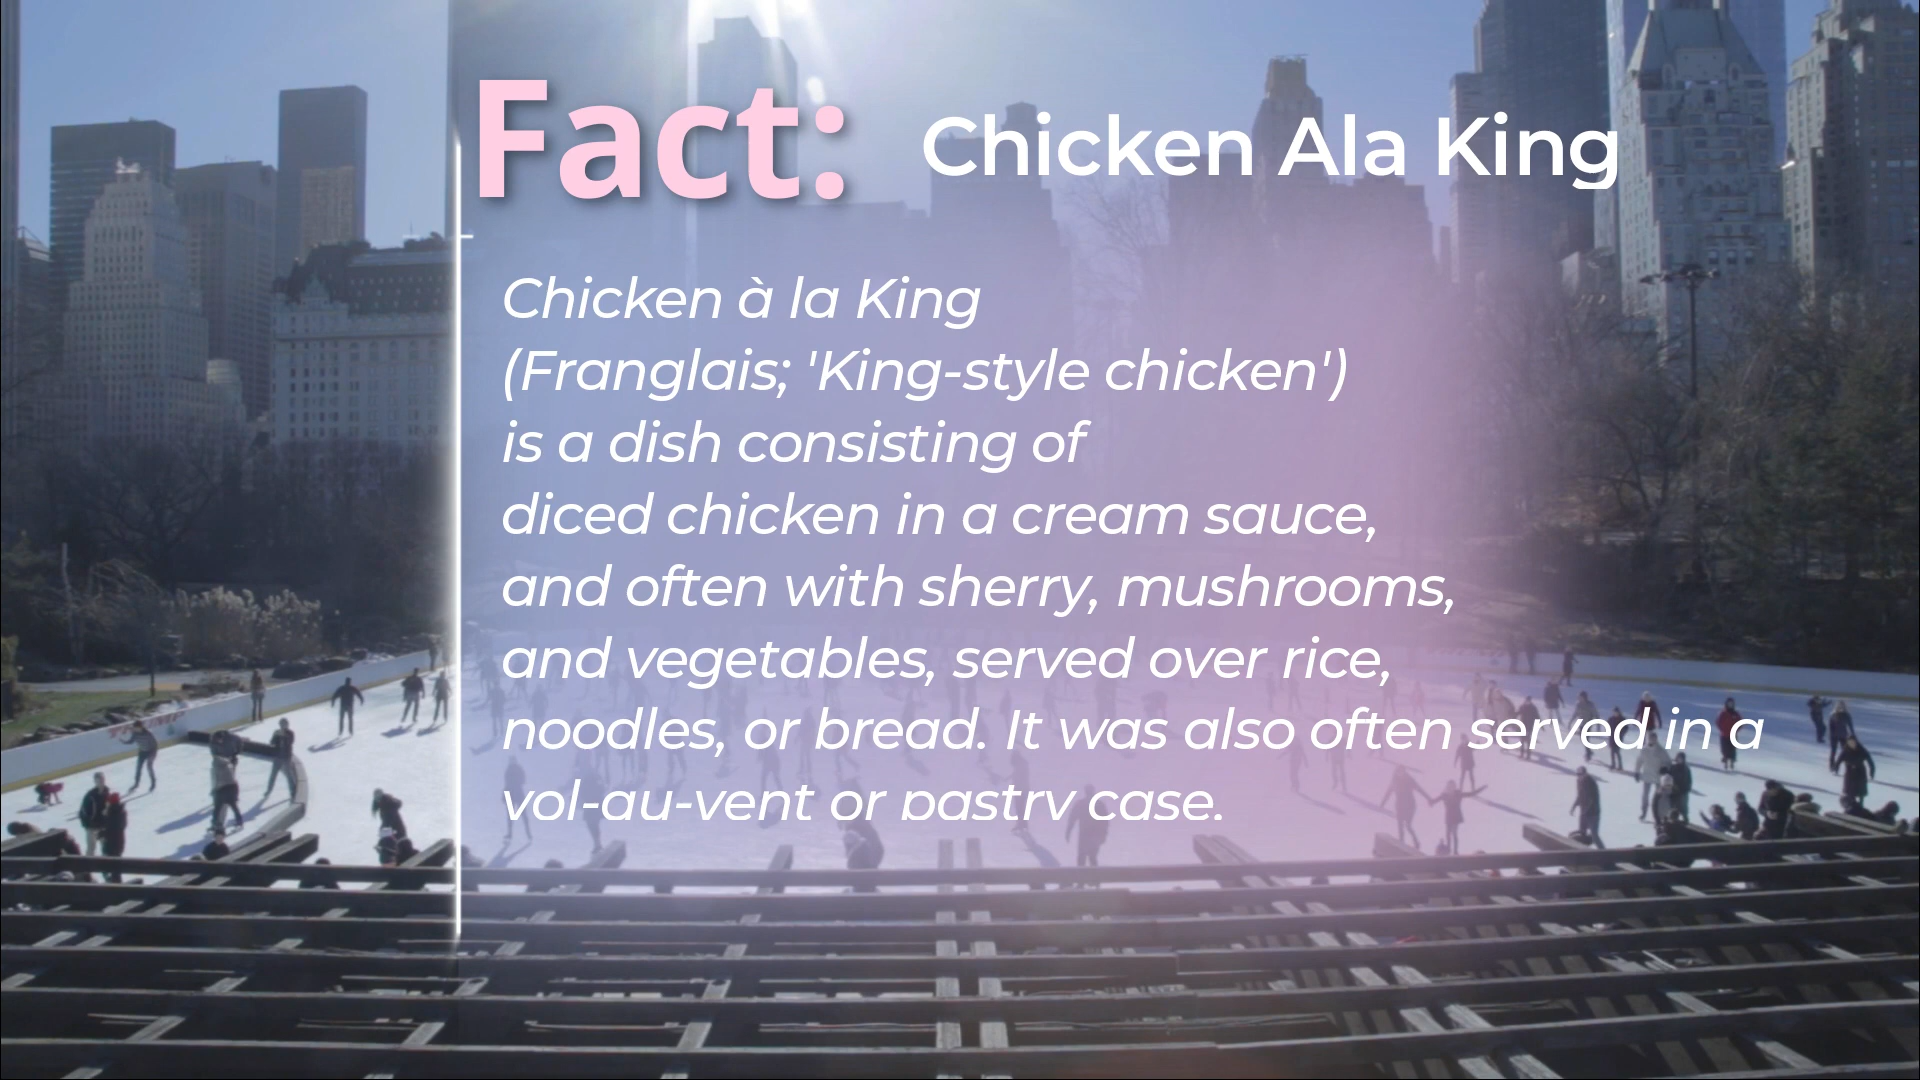 Fact: Chicken Ala King
Chicken à la King
(Franglais; 'King-style chicken')
is a dish consisting of
diced chicken in a cream sauce,
and often with sherry, mushrooms,
and vegetables, served over rice,
noodles, or bread. It was also often served in a
vol-au-vent or pastry case.